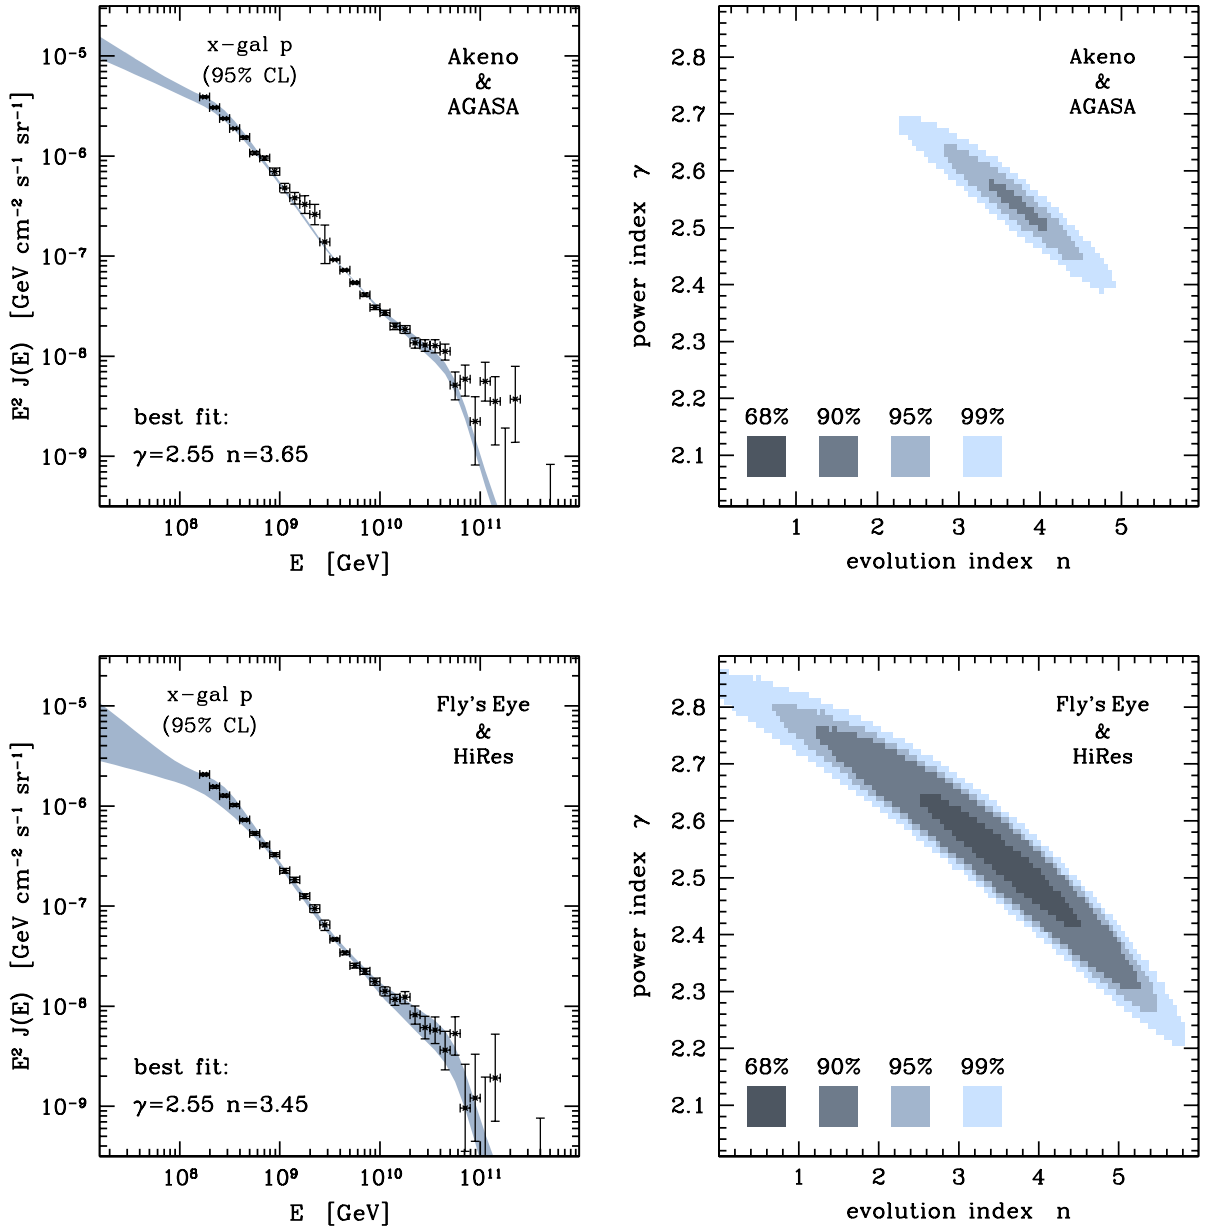 x-gal p
(95% CL)
Akeno
&
AGASA
10⁻⁵
10⁻⁶
10⁻⁷
10⁻⁸
10⁻⁹
E² J(E) [GeV cm⁻² s⁻¹ sr⁻¹]
best fit:
γ=2.55 n=3.65
10⁸ 10⁹ 10¹⁰ 10¹¹
E [GeV]
Akeno
&
AGASA
2.8
2.7
2.6
2.5
2.4
2.3
2.2
2.1
power index γ
68% 90% 95% 99%
1 2 3 4 5
evolution index n
x-gal p
(95% CL)
Fly's Eye
&
HiRes
10⁻⁵
10⁻⁶
10⁻⁷
10⁻⁸
10⁻⁹
E² J(E) [GeV cm⁻² s⁻¹ sr⁻¹]
best fit:
γ=2.55 n=3.45
10⁸ 10⁹ 10¹⁰ 10¹¹
E [GeV]
Fly's Eye
&
HiRes
2.8
2.7
2.6
2.5
2.4
2.3
2.2
2.1
power index γ
68% 90% 95% 99%
1 2 3 4 5
evolution index n